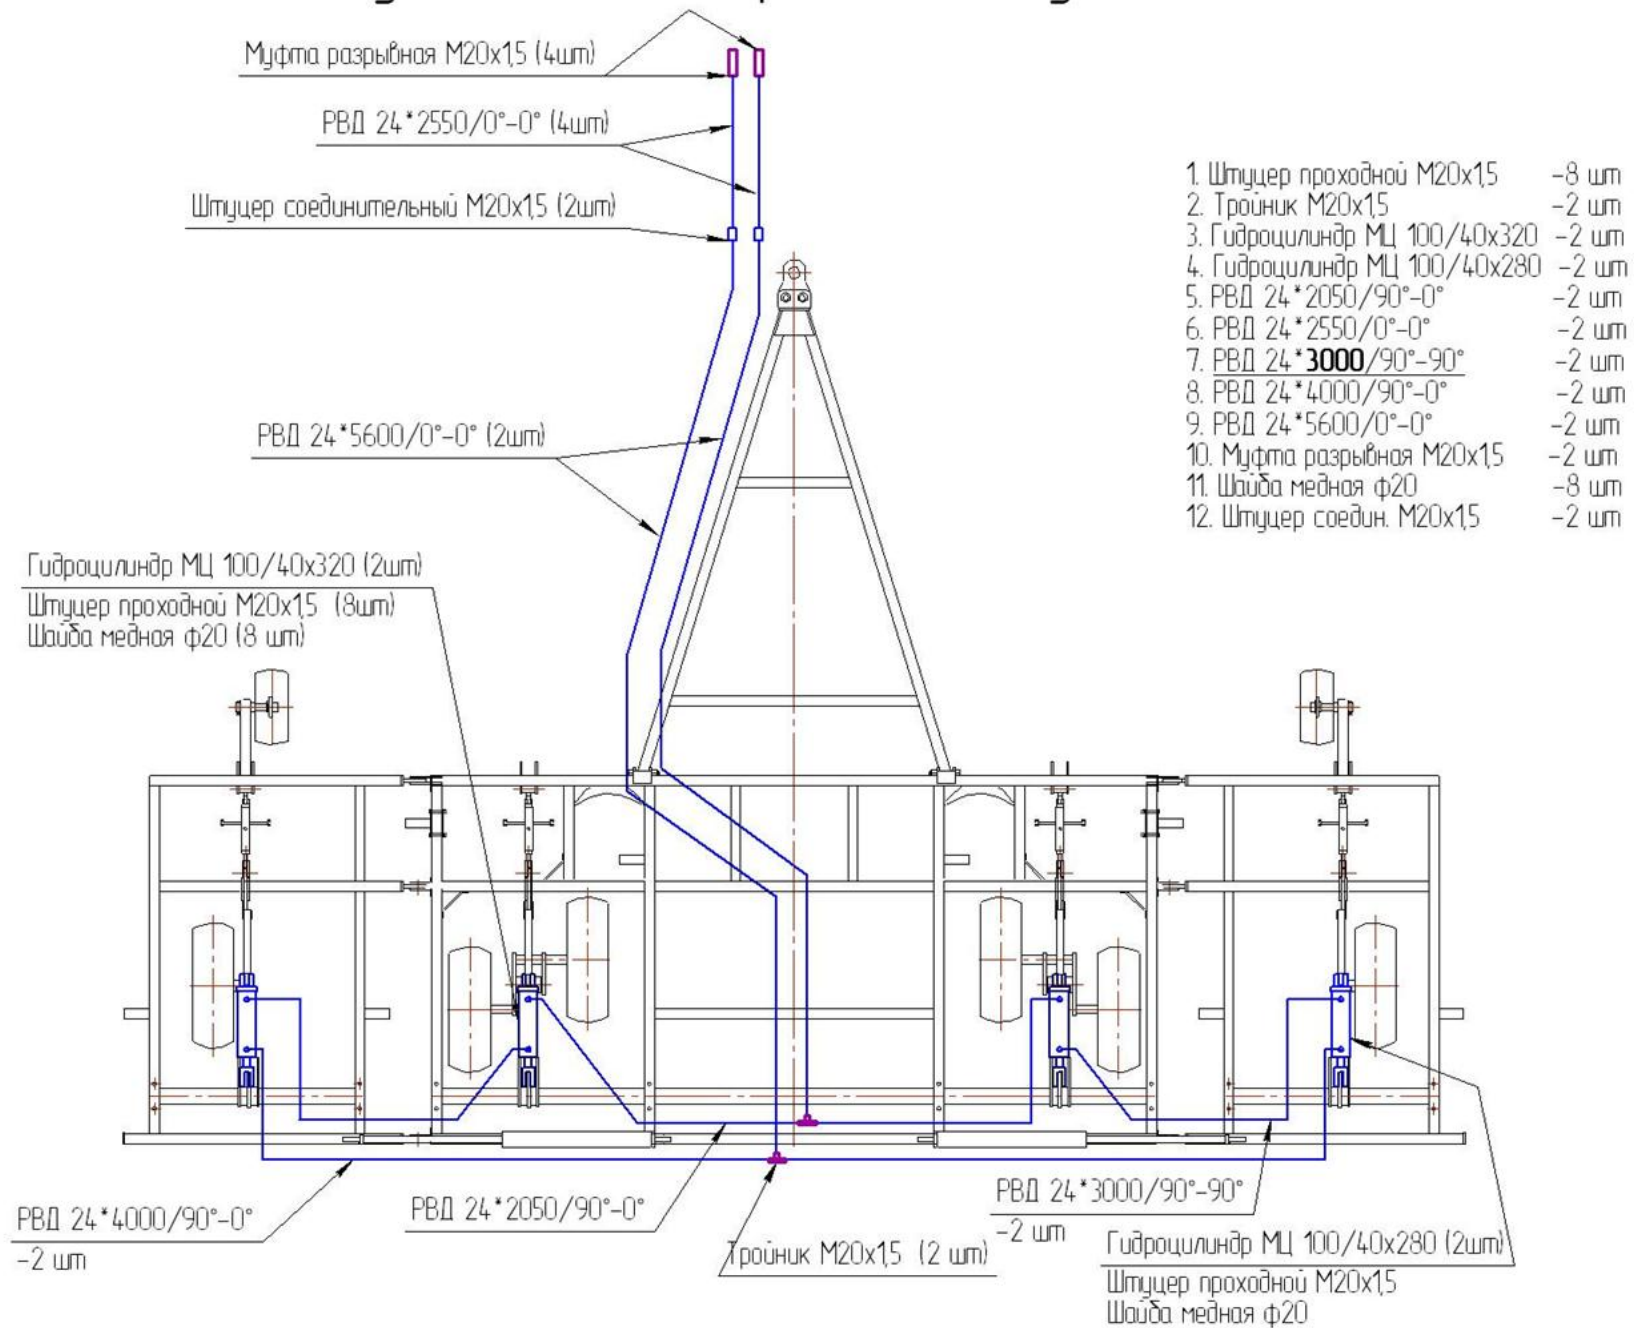 Муфта разрывная М20х1,5 (4шт)
РВД 24*2550/0°-0° (4шт)
Штуцер соединительный М20х1,5 (2шт)
1. Штуцер проходной М20х1,5 -8 шт
2. Тройник М20х1,5 -2 шт
3. Гидроцилиндр МЦ 100/40х320 -2 шт
4. Гидроцилиндр МЦ 100/40х280 -2 шт
5. РВД 24*2050/90°-0° -2 шт
6. РВД 24*2550/0°-0° -2 шт
7. РВД 24*3000/90°-90° -2 шт
8. РВД 24*4000/90°-0° -2 шт
9. РВД 24*5600/0°-0° -2 шт
10. Муфта разрывная М20х1,5 -2 шт
11. Шайба медная ф20 -8 шт
12. Штуцер соедин. М20х1,5 -2 шт
РВД 24*5600/0°-0° (2шт)
Гидроцилиндр МЦ 100/40х320 (2шт)
Штуцер проходной М20х1,5 (8шт)
Шайба медная ф20 (8 шт)
РВД 24*4000/90°-0°
-2 шт
РВД 24*2050/90°-0°
Тройник М20х1,5 (2 шт)
РВД 24*3000/90°-90°
-2 шт
Гидроцилиндр МЦ 100/40х280 (2шт)
Штуцер проходной М20х1,5
Шайба медная ф20